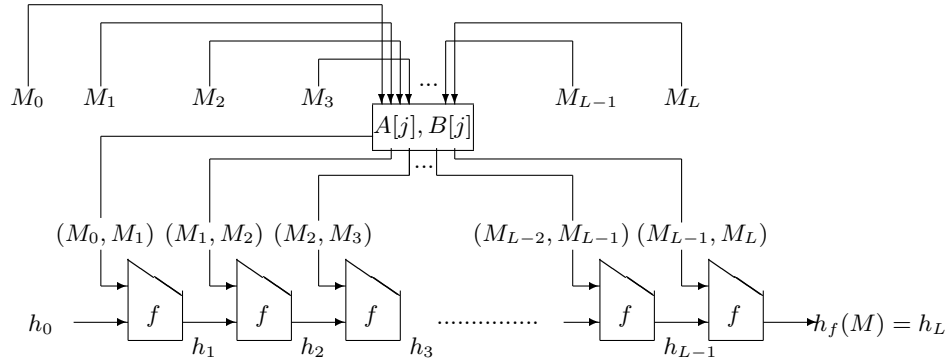 ...
M_0 M_1 M_2 M_3 M_{L-1} M_L
A[j], B[j]
...
(M_0, M_1) (M_1, M_2) (M_2, M_3) (M_{L-2}, M_{L-1}) (M_{L-1}, M_L)
h_0 f f f ............... f f h_f(M) = h_L
h_1 h_2 h_3 h_{L-1}